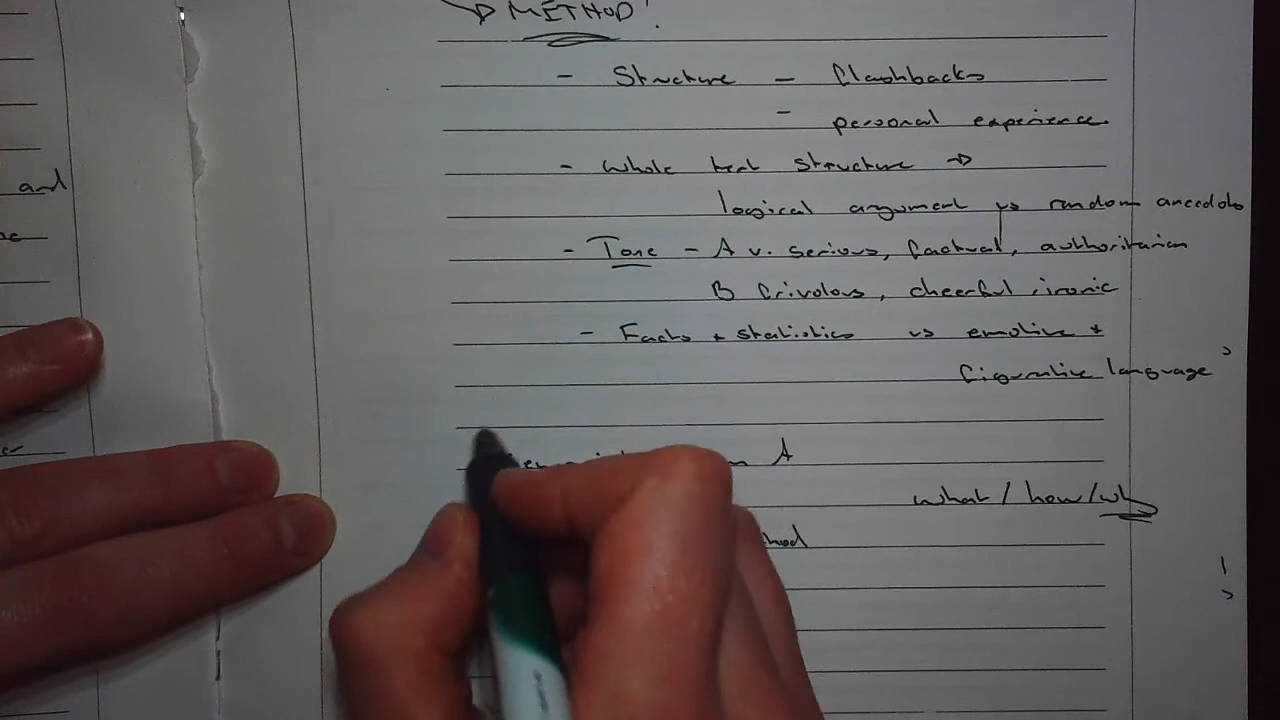 and
→ METHOD!
- Structure - flashbacks
- personal experience.
- Whole text structure →
logical argument vs random anecdote
- Tone - A v. serious, factual, authoritarian
B frivolous, cheerful, ironic
- Facts + statistics vs emotive +
figurative language
A
what / how / why